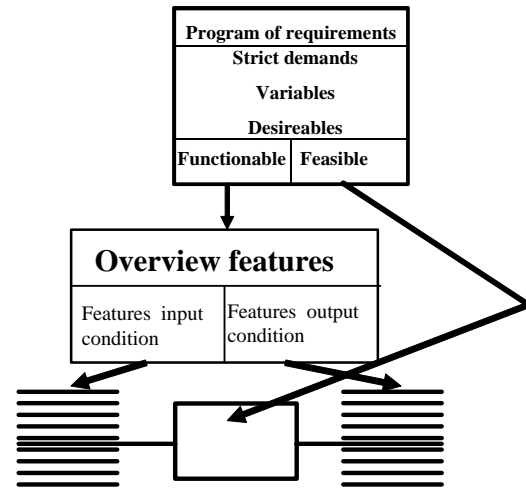 Program of requirements
Strict demands
Variables
Desireables
Functionable Feasible
Overview features
Features input
condition
Features output
condition